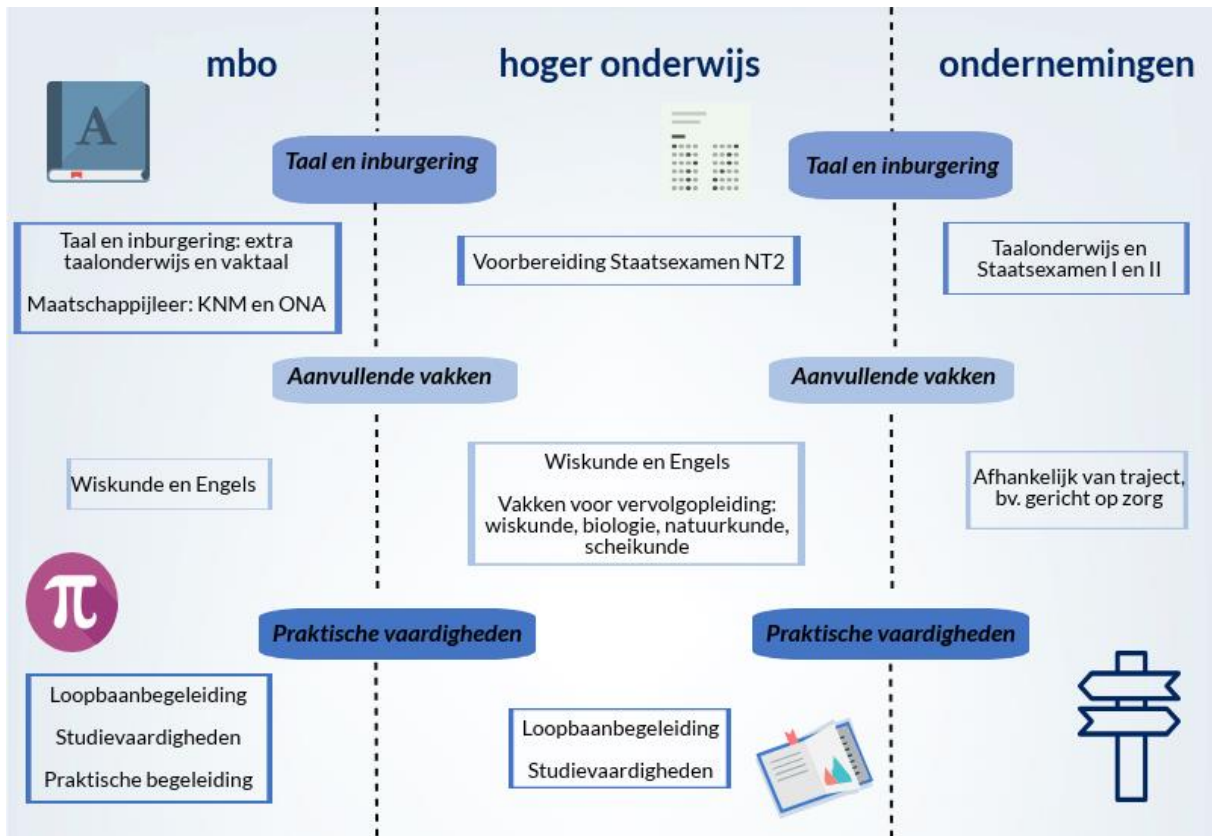 mbo
hoger onderwijs
ondernemingen
A
Taal en inburgering
Taal en inburgering
Taal en inburgering: extra
taalonderwijs en vaktaal
Maatschappijleer: KNM en ONA
Voorbereiding Staatsexamen NT2
Taalonderwijs en
Staatsexamen I en II
Aanvullende vakken
Aanvullende vakken
Wiskunde en Engels
Wiskunde en Engels
Vakken voor vervolgopleiding:
wiskunde, biologie, natuurkunde,
scheikunde
Afhankelijk van traject,
bv. gericht op zorg
π
Praktische vaardigheden
Praktische vaardigheden
Loopbaanbegeleiding
Studievaardigheden
Praktische begeleiding
Loopbaanbegeleiding
Studievaardigheden